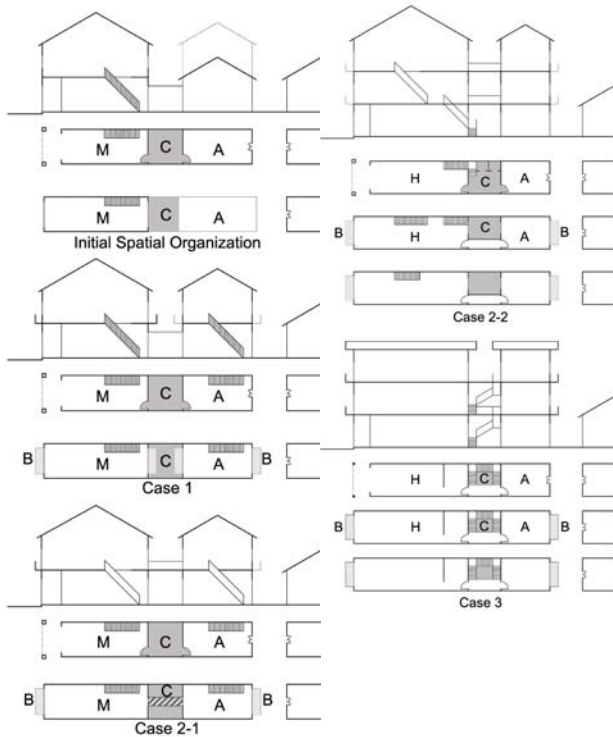 M C A
M C A
Initial Spatial Organization
M C A
B M C A B
Case 1
M C A
B M C A B
Case 2-1
H C A
B H C A B
Case 2-2
H C A
B H C A B
Case 3